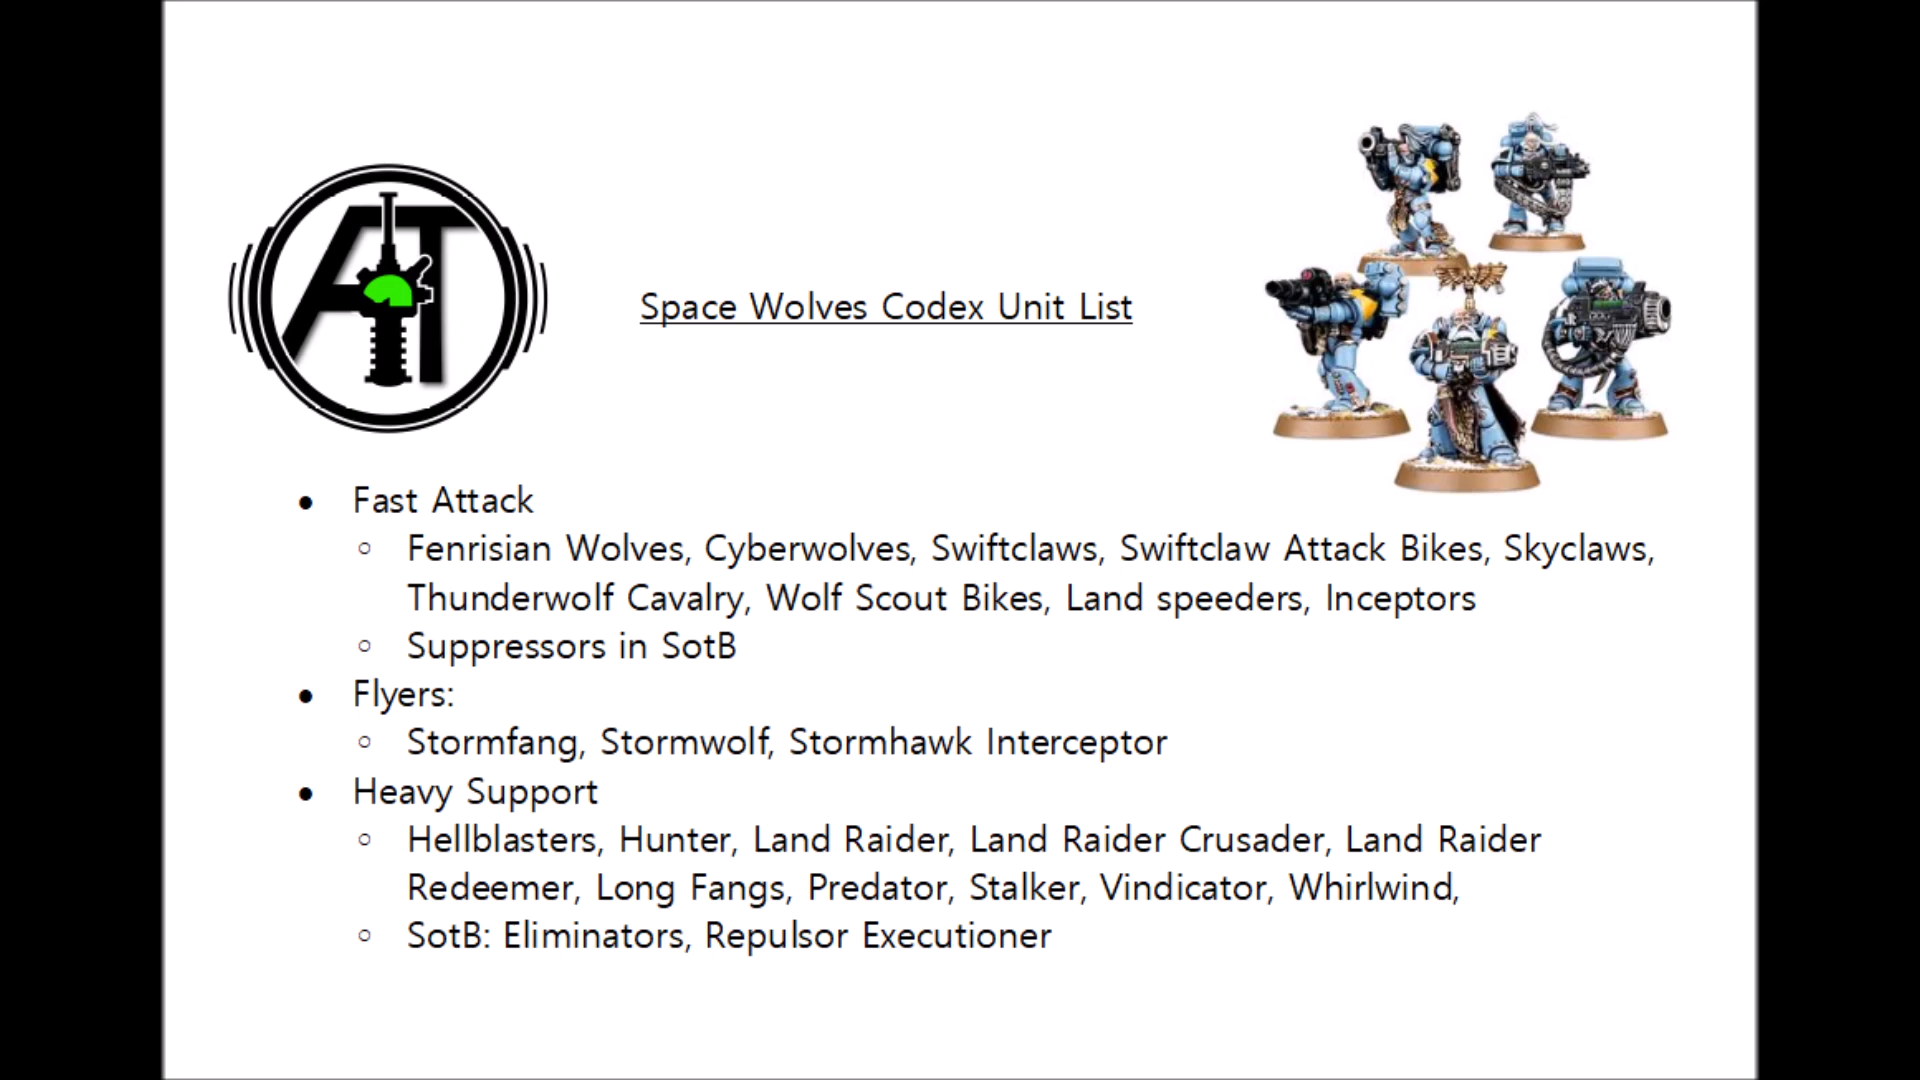 AT
Space Wolves Codex Unit List
• Fast Attack
○ Fenrisian Wolves, Cyberwolves, Swiftclaws, Swiftclaw Attack Bikes, Skyclaws,
Thunderwolf Cavalry, Wolf Scout Bikes, Land speeders, Inceptors
○ Suppressors in SotB
• Flyers:
○ Stormfang, Stormwolf, Stormhawk Interceptor
• Heavy Support
○ Hellblasters, Hunter, Land Raider, Land Raider Crusader, Land Raider
Redeemer, Long Fangs, Predator, Stalker, Vindicator, Whirlwind,
○ SotB: Eliminators, Repulsor Executioner